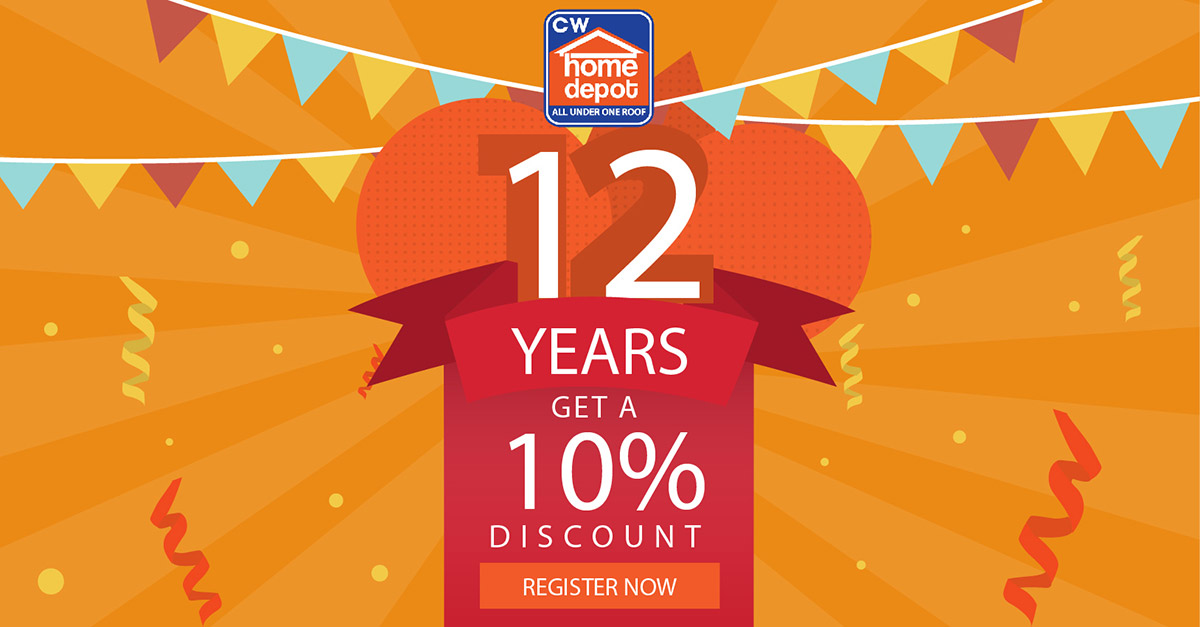 CW
home
depot
ALL UNDER ONE ROOF
12
YEARS
GET A
10%
DISCOUNT
REGISTER NOW